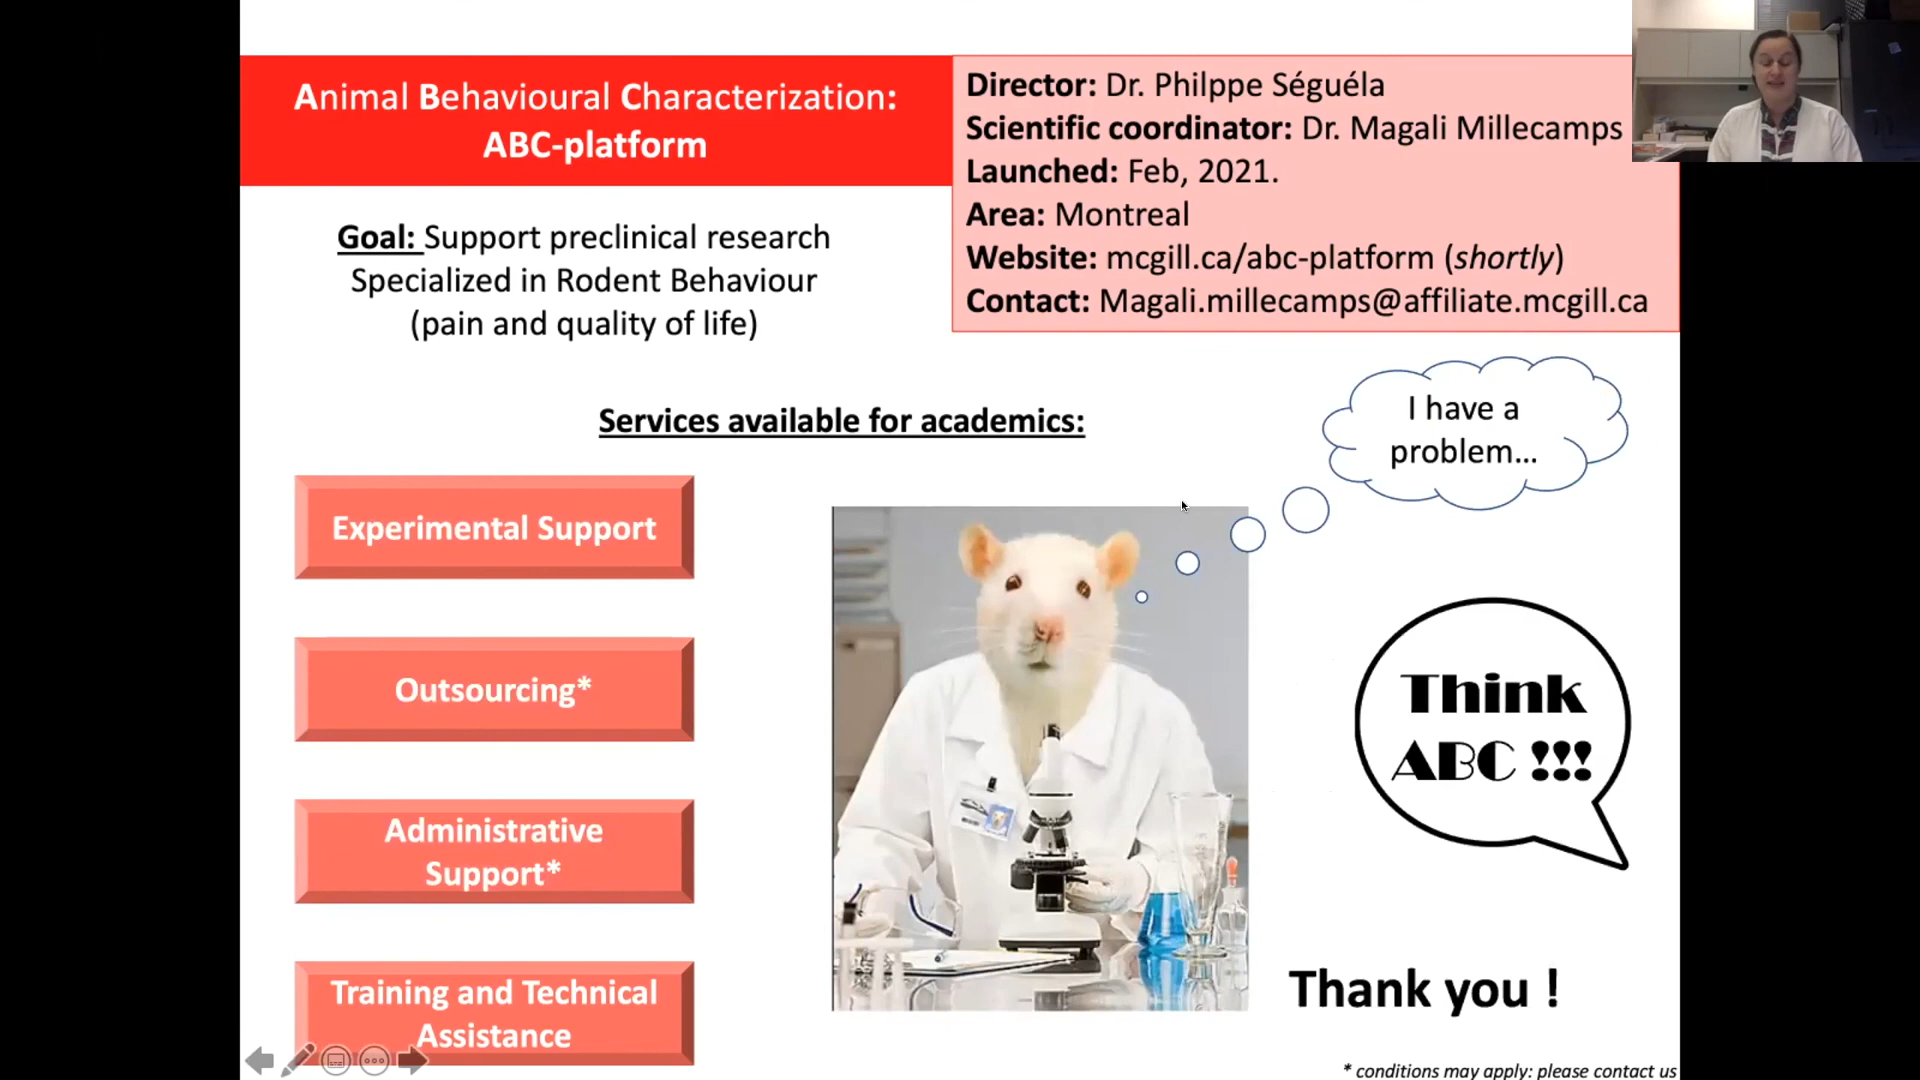 Animal Behavioural Characterization:
ABC-platform
Director: Dr. Philppe Séguéla
Scientific coordinator: Dr. Magali Millecamps
Launched: Feb, 2021.
Area: Montreal
Website: mcgill.ca/abc-platform (shortly)
Contact: Magali.millecamps@affiliate.mcgill.ca
Goal: Support preclinical research
Specialized in Rodent Behaviour
(pain and quality of life)
Services available for academics:
I have a
problem...
Experimental Support
Outsourcing*
Administrative
Support*
Training and Technical
Assistance
Think
ABC !!!
Thank you !
* conditions may apply: please contact us